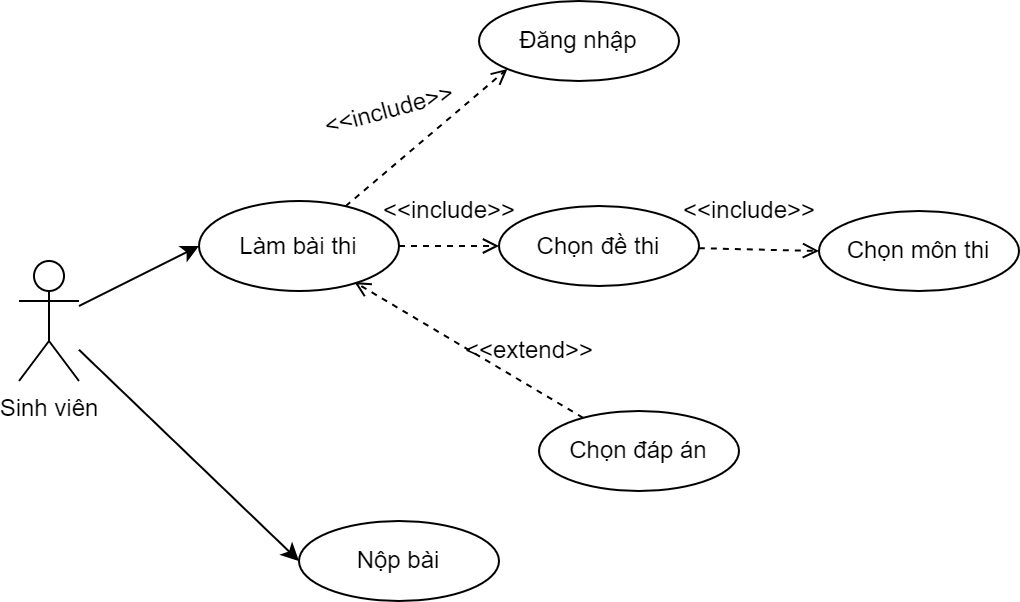 Đăng nhập
<<include>>
<<include>>
<<include>>
Làm bài thi
Chọn đề thi
Chọn môn thi
<<extend>>
Sinh viên
Chọn đáp án
Nộp bài